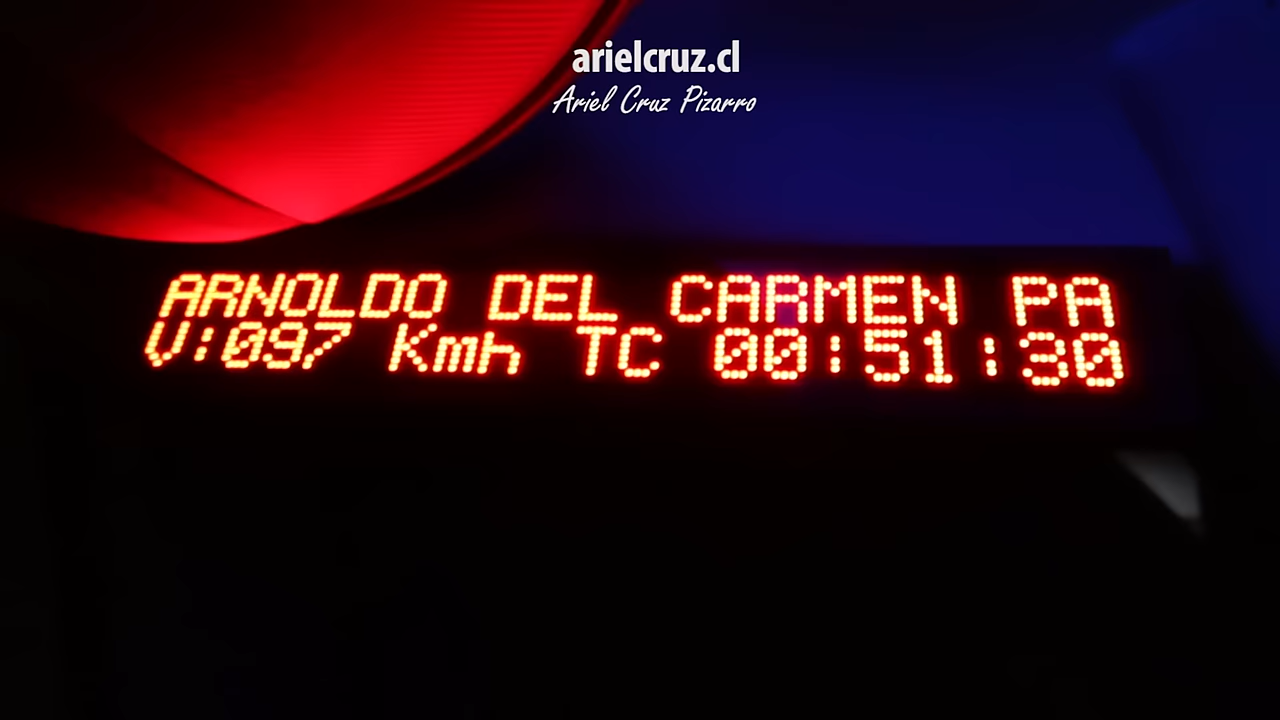 arielcruz.cl
Ariel Cruz Pizarro
ARNOLDO DEL CARMEN PA
V:097 Kmh TC 00:51:30